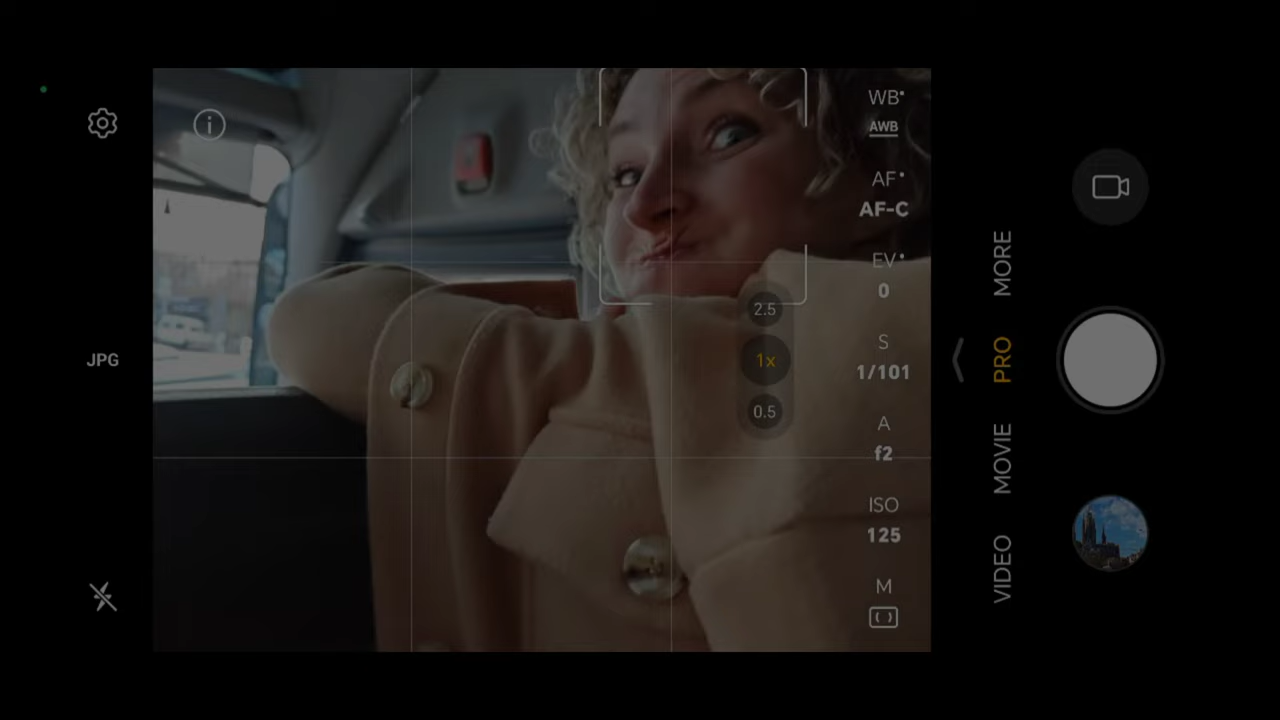 JPG
WB
AWB
AF
AF-C
EV
0
S
1/101
A
f2
ISO
125
M
2.5
1x
0.5
MORE
PRO
MOVIE
VIDEO